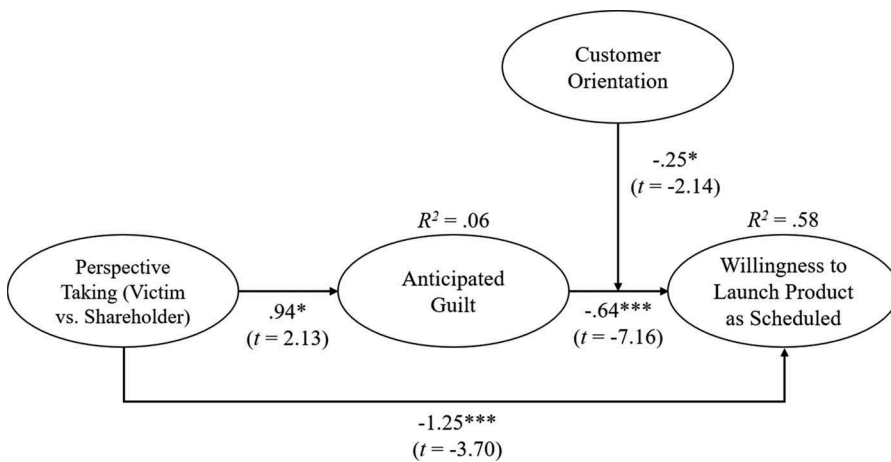 Customer
Orientation
-.25*
(t = -2.14)
R² = .06
R² = .58
Perspective
Taking (Victim
vs. Shareholder)
.94*
(t = 2.13)
Anticipated
Guilt
-.64***
(t = -7.16)
Willingness to
Launch Product
as Scheduled
-1.25***
(t = -3.70)